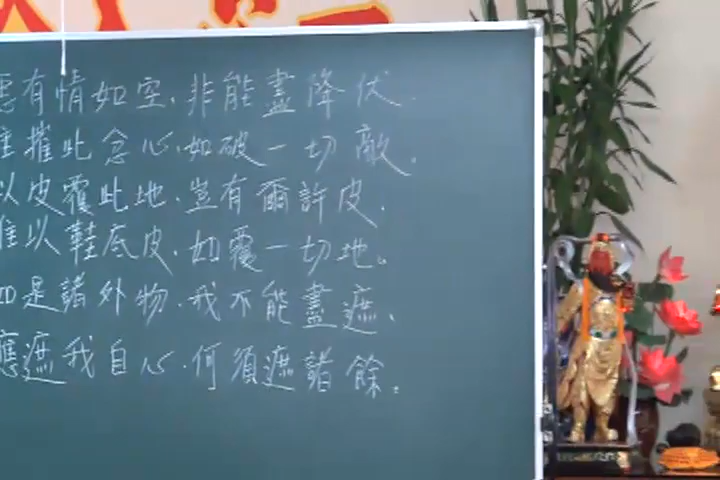 有情如空，非能盡降伏。
摧此忿心，如破一切敵。
以皮覆此地，豈有爾許皮，
以鞋底皮，如覆一切地。
如是諸外物，我不能盡遮，
應遮我自心，何須遮諸餘。